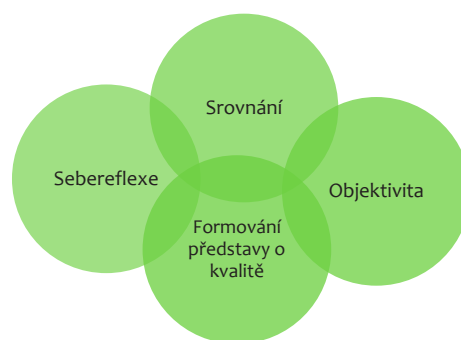 Srovnání
Sebereflexe
Objektivita
Formování
představy o
kvalitě